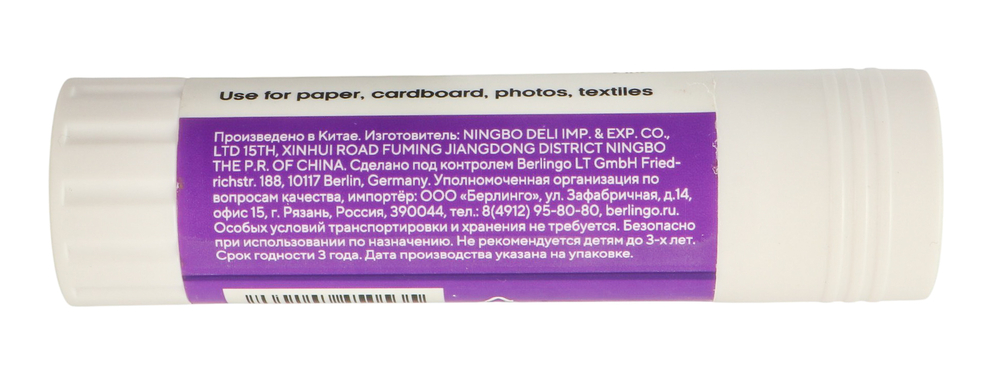 Use for paper, cardboard, photos, textiles
Произведено в Китае. Изготовитель: NINGBO DELI IMP. & EXP. CO.,
LTD 15TH, XINHUI ROAD FUMING JIANGDONG DISTRICT NINGBO
THE P.R. OF CHINA. Сделано под контролем Berlingo LT GmbH Fried-
richstr. 188, 10117 Berlin, Germany. Уполномоченная организация по
вопросам качества, импортёр: ООО «Берлинго», ул. Зафабричная, д.14,
офис 15, г. Рязань, Россия, 390044, тел.: 8(4912) 95-80-80, berlingo.ru.
Особых условий транспортировки и хранения не требуется. Безопасно
при использовании по назначению. Не рекомендуется детям до 3-х лет.
Срок годности 3 года. Дата производства указана на упаковке.